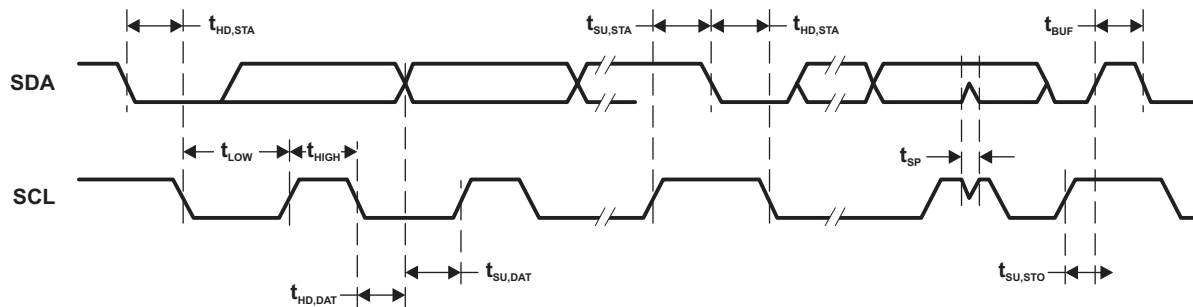 tHD,STA
tSU,STA
tHD,STA
tBUF
SDA
tLOW
tHIGH
tSP
SCL
tSU,DAT
tSU,STO
tHD,DAT